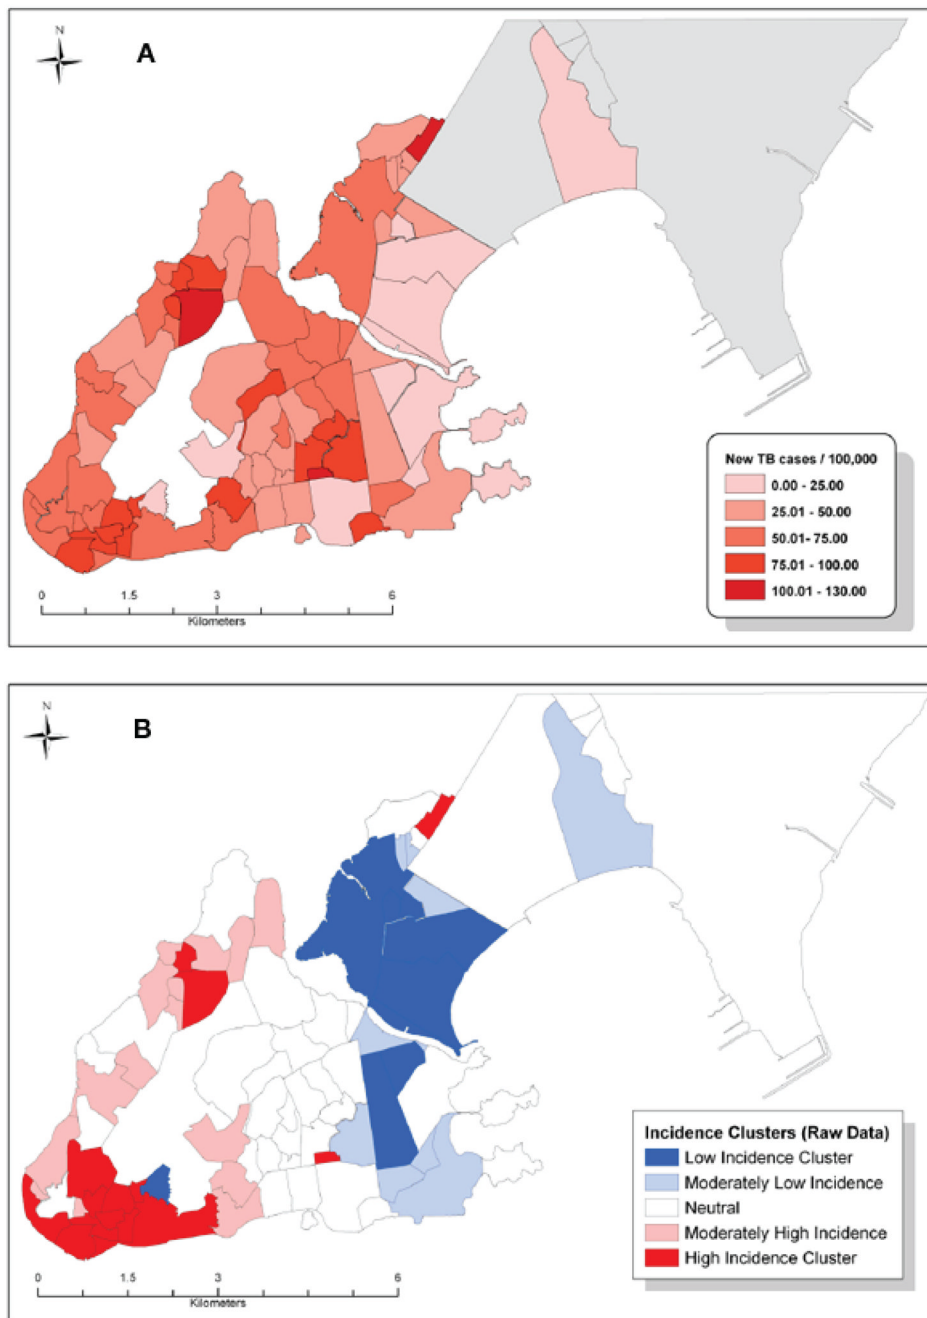 N
A
New TB cases / 100,000
0.00 - 25.00
25.01 - 50.00
50.01- 75.00
75.01 - 100.00
100.01 - 130.00
0 1.5 3 6
Kilometers
N
B
Incidence Clusters (Raw Data)
Low Incidence Cluster
Moderately Low Incidence
Neutral
Moderately High Incidence
High Incidence Cluster
0 1.5 3 6
Kilometers